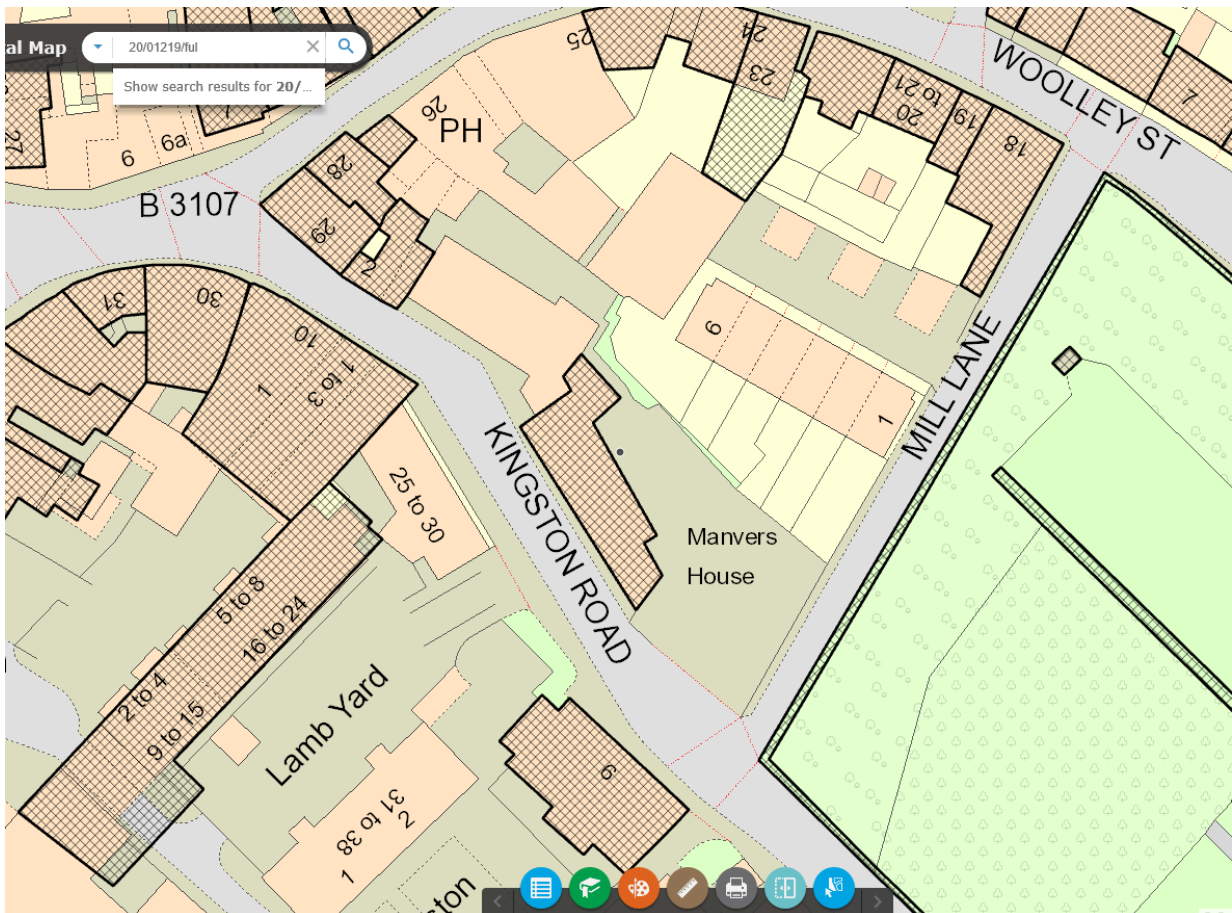 al Map
20/01219/ful
Show search results for 20/...
25
24
23
20
21
to
19
18
WOOLLEY ST
7
27
6
6a
7
26
PH
28
29
2
B 3107
31
30
10
1
1 to 3
9
1
MILL LANE
KINGSTON ROAD
25 to 30
Manvers
House
5 to 8
16 to 24
2 to 4
9 to 15
Lamb Yard
31 to 38
2
1
6
ston